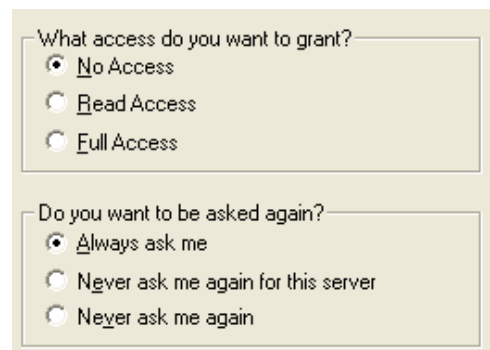 What access do you want to grant?
No Access
Read Access
Full Access
Do you want to be asked again?
Always ask me
Never ask me again for this server
Never ask me again